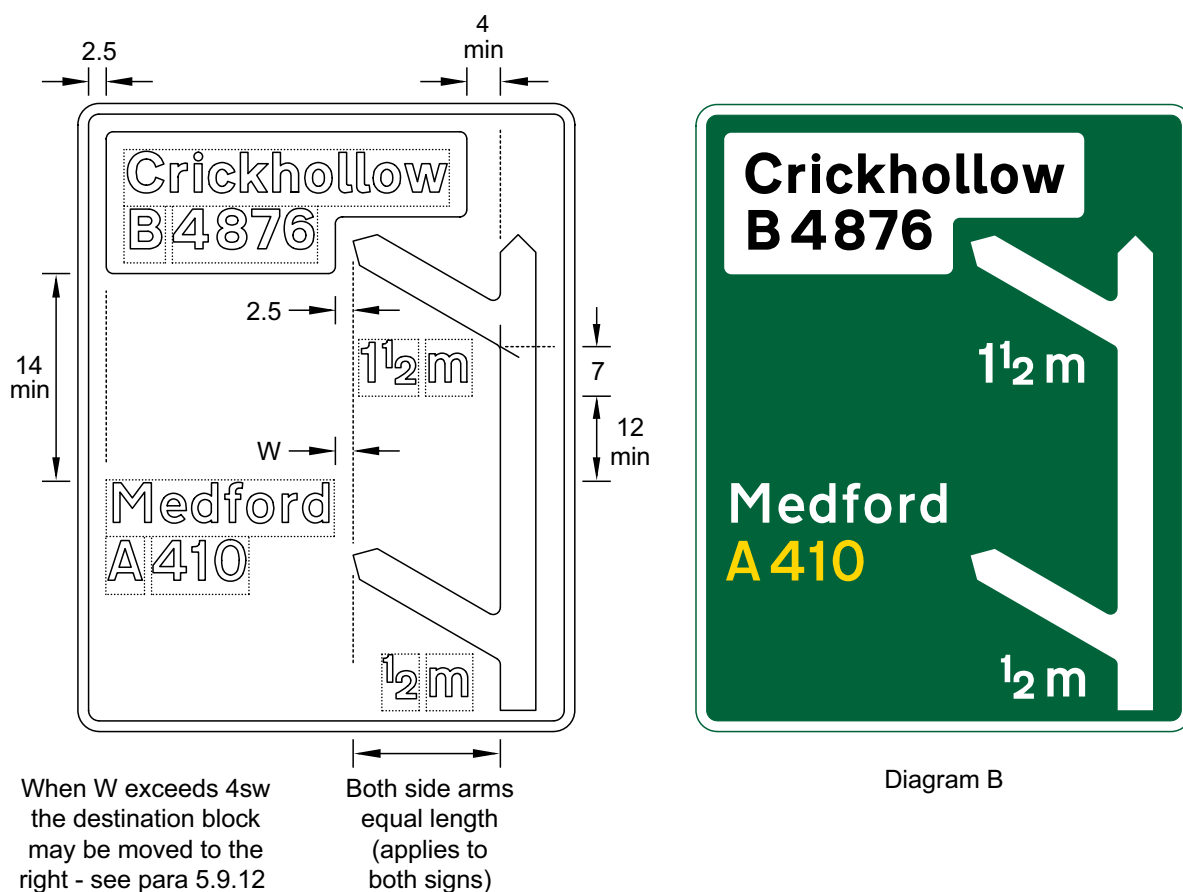 2.5
4
min
Crickhollow
B 4876
2.5
14
min
1½ m
7
W
12
min
Medford
A 410
½ m
When W exceeds 4sw
the destination block
may be moved to the
right - see para 5.9.12
Both side arms
equal length
(applies to
both signs)
Crickhollow
B 4876
1½ m
Medford
A 410
½ m
Diagram B